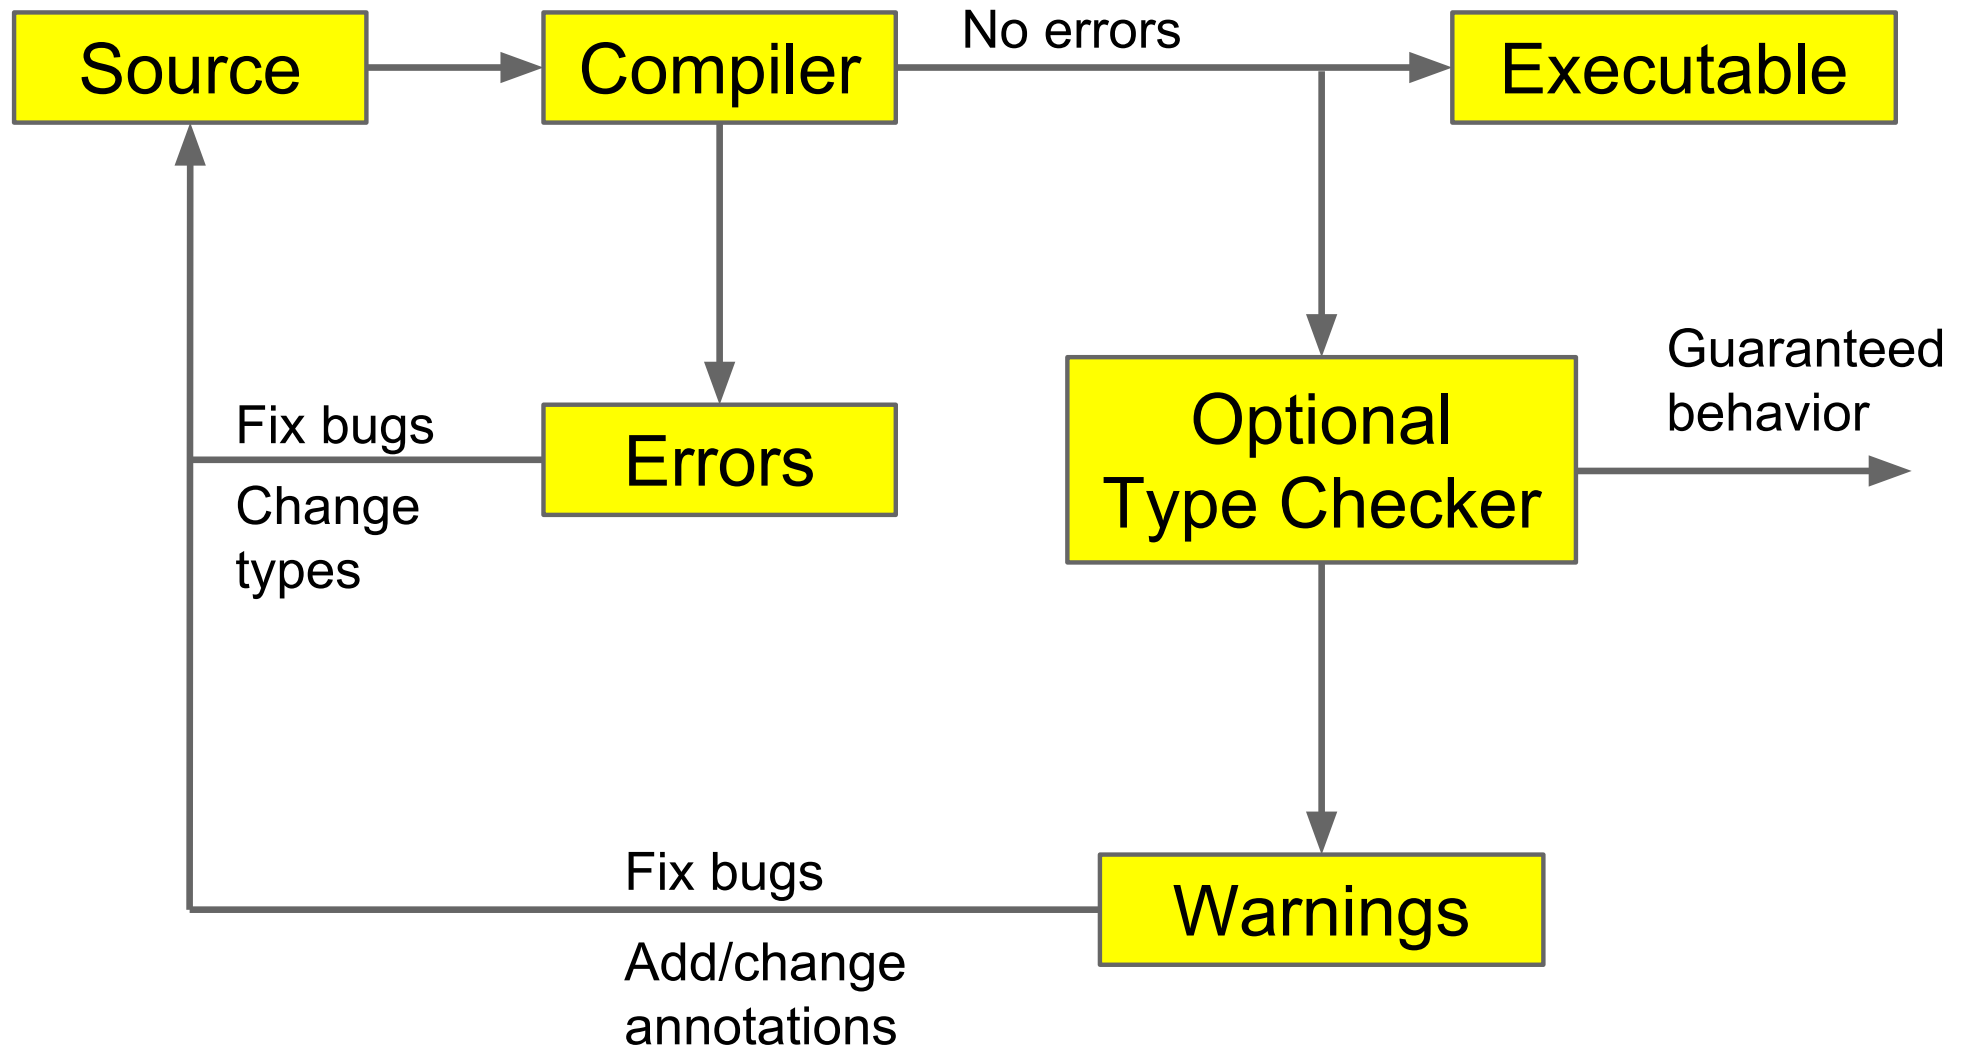 Source
Compiler
No errors
Executable
Guaranteed
behavior
Optional
Type Checker
Fix bugs
Errors
Change
types
Fix bugs
Warnings
Add/change
annotations